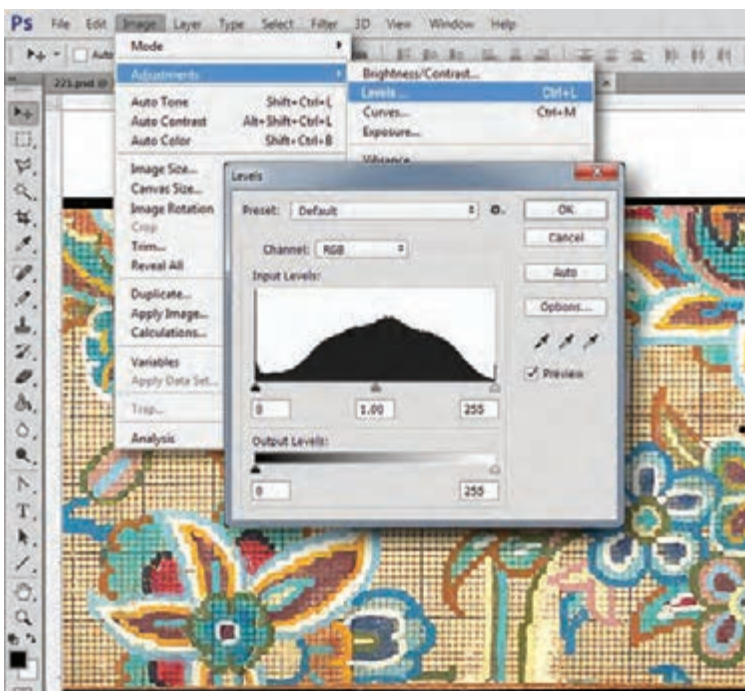 Ps File Edit Image Layer Type Select Filter 3D View Window Help
221.psd @
Mode
Adjustments
Auto Tone Shift+Ctrl+L
Auto Contrast Alt+Shift+Ctrl+L
Auto Color Shift+Ctrl+B
Image Size...
Canvas Size...
Image Rotation
Crop
Trim...
Reveal All
Duplicate...
Apply Image...
Calculations...
Variables
Apply Data Set...
Trap...
Analysis
Brightness/Contrast...
Levels... Ctrl+L
Curves... Ctrl+M
Exposure...
Vibrance
Levels
Preset: Default
OK
Channel: RGB
Cancel
Input Levels:
Auto
Options...
Preview
0 1.00 255
Output Levels:
0 255